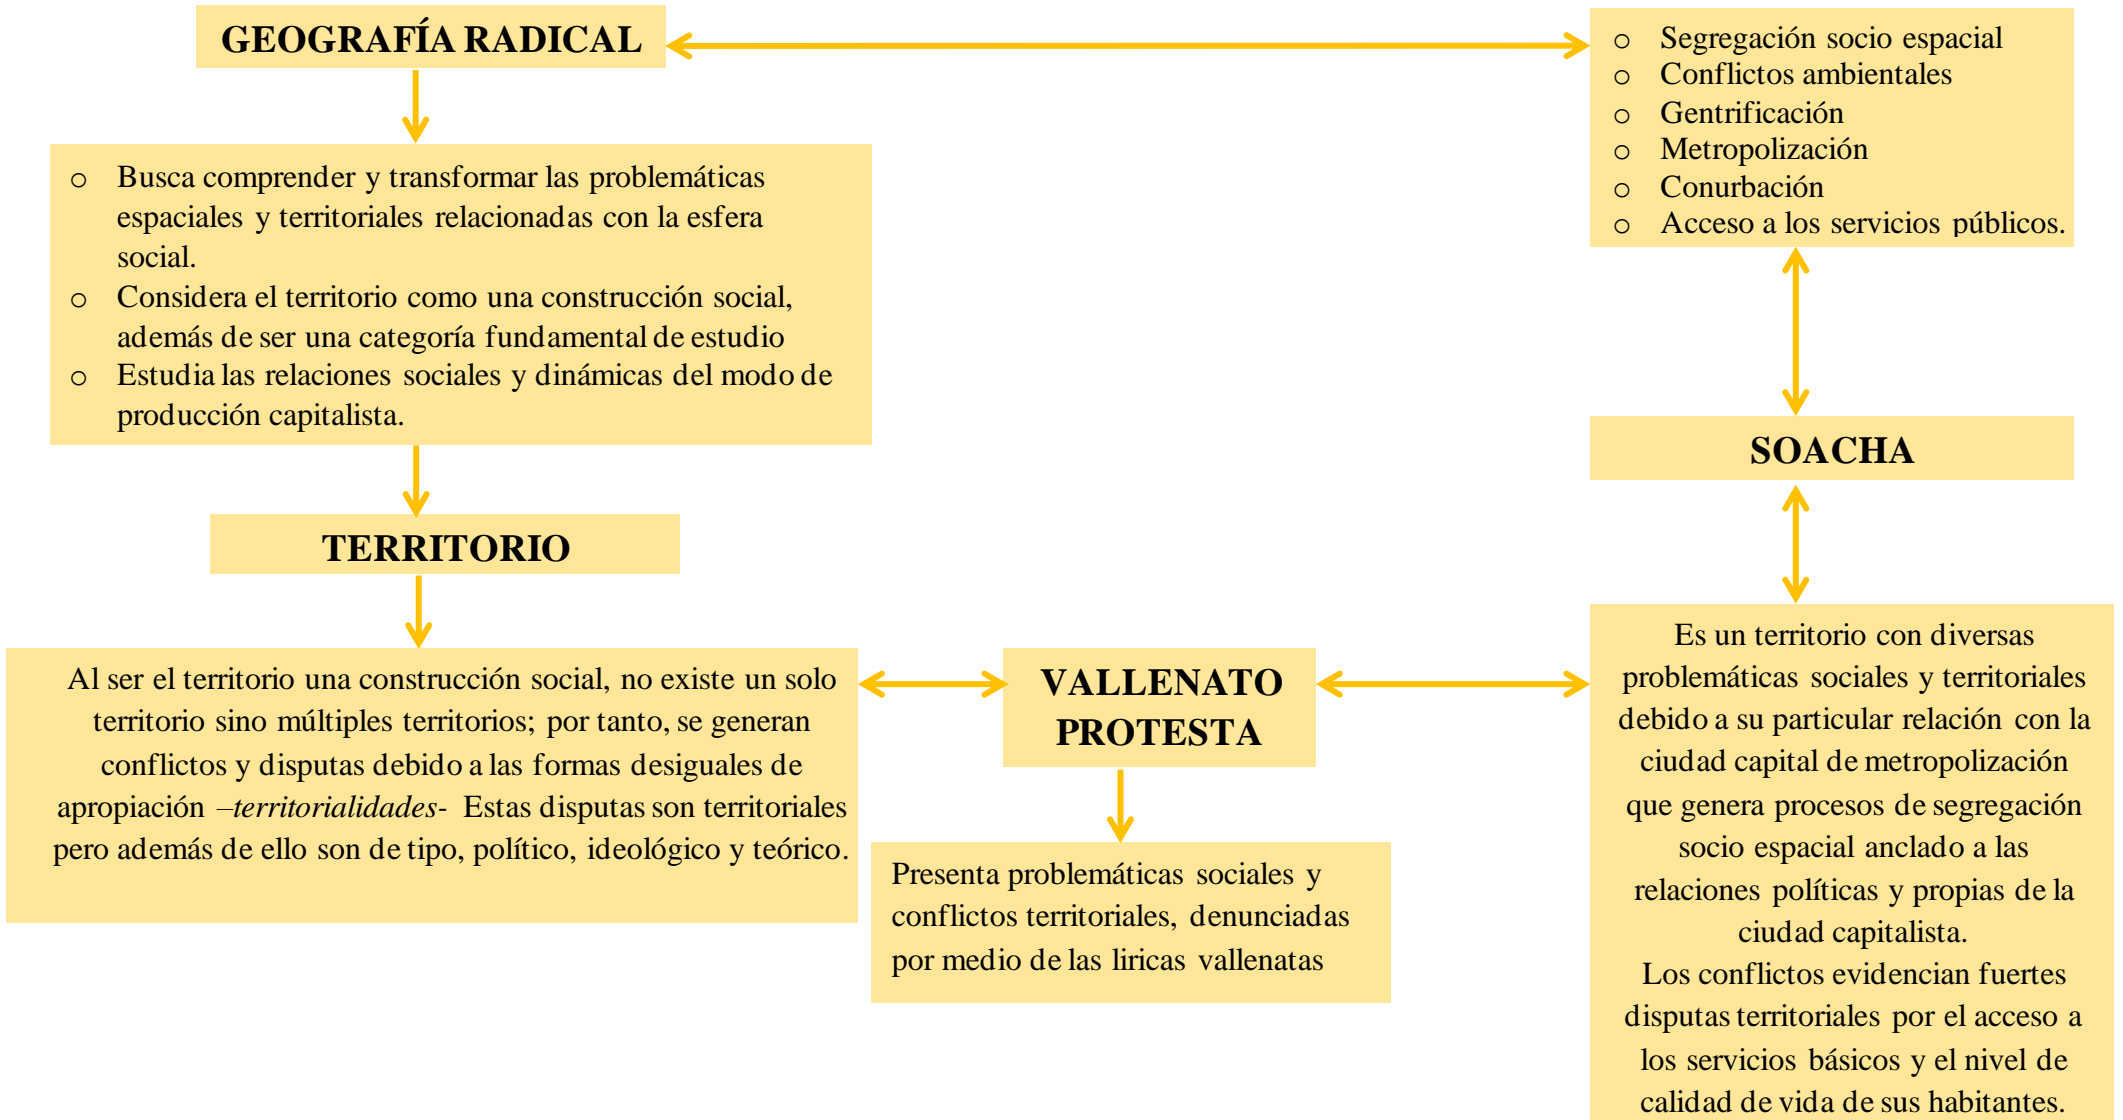 GEOGRAFÍA RADICAL
o Busca comprender y transformar las problemáticas
espaciales y territoriales relacionadas con la esfera
social.
o Considera el territorio como una construcción social,
además de ser una categoría fundamental de estudio
o Estudia las relaciones sociales y dinámicas del modo de
producción capitalista.
TERRITORIO
Al ser el territorio una construcción social, no existe un solo
territorio sino múltiples territorios; por tanto, se generan
conflictos y disputas debido a las formas desiguales de
apropiación –territorialidades- Estas disputas son territoriales
pero además de ello son de tipo, político, ideológico y teórico.
VALLENATO
PROTESTA
Presenta problemáticas sociales y
conflictos territoriales, denunciadas
por medio de las liricas vallenatas
o Segregación socio espacial
o Conflictos ambientales
o Gentrificación
o Metropolización
o Conurbación
o Acceso a los servicios públicos.
SOACHA
Es un territorio con diversas
problemáticas sociales y territoriales
debido a su particular relación con la
ciudad capital de metropolización
que genera procesos de segregación
socio espacial anclado a las
relaciones políticas y propias de la
ciudad capitalista.
Los conflictos evidencian fuertes
disputas territoriales por el acceso a
los servicios básicos y el nivel de
calidad de vida de sus habitantes.